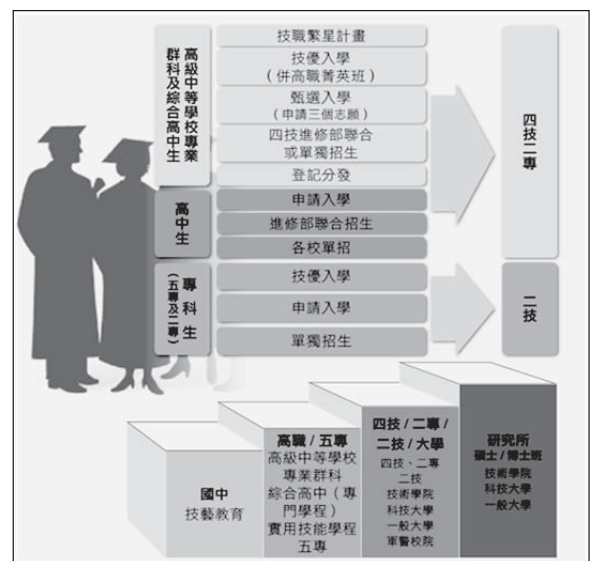 高級中等學校專業
群科及綜合高中生
技職繁星計畫
技優入學
（併高職菁英班）
甄選入學
（申請三個志願）
四技進修部聯合
或單獨招生
登記分發
四技二專
高中生
申請入學
進修部聯合招生
各校單招
專科生
（五專及二專）
技優入學
申請入學
單獨招生
二技
國中
技藝教育
高職/五專
高級中等學校
專業群科
綜合高中（專
門學程）
實用技能學程
五專
四技/二專/
二技/大學
四技、二專
二技
技術學院
科技大學
一般大學
軍警校院
研究所
碩士/博士班
技術學院
科技大學
一般大學